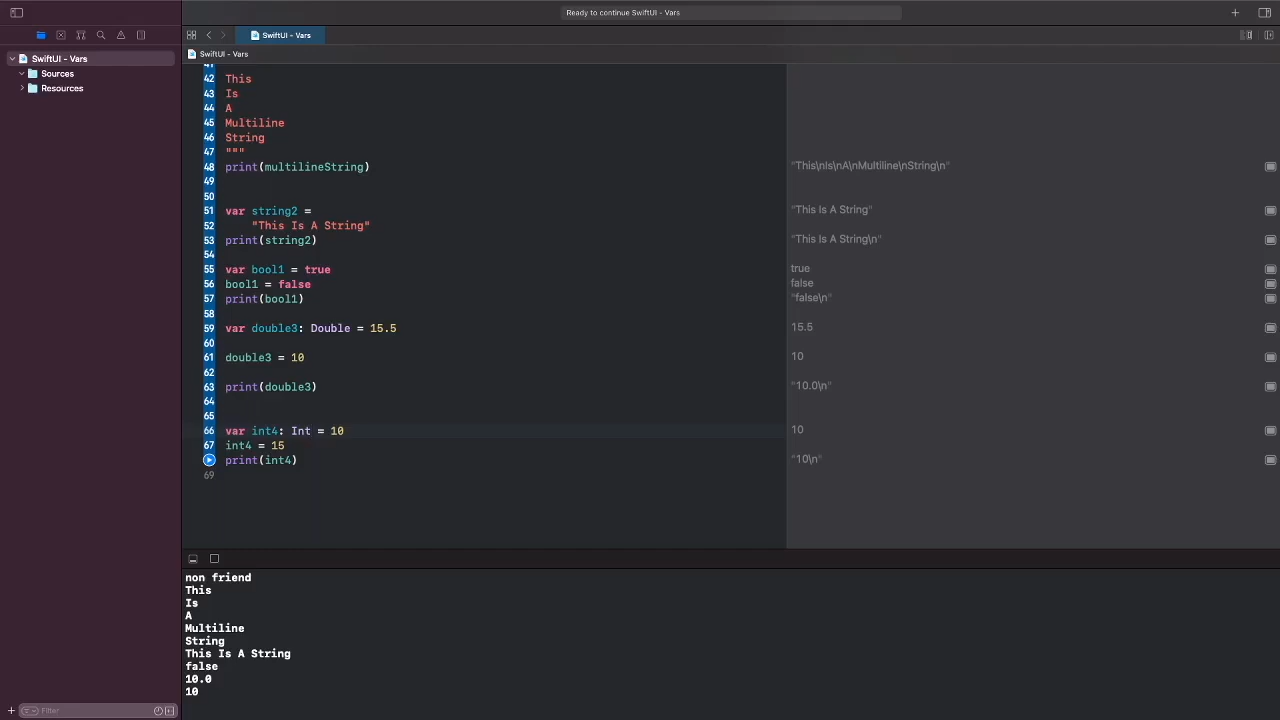 Ready to continue SwiftUI - Vars
SwiftUI - Vars
SwiftUI - Vars
SwiftUI - Vars
Sources
Resources
41
42 This
43 Is
44 A
45 Multiline
46 String
47 """
48 print(multilineString) "This\nIs\nA\nMultiline\nString\n"
49
50
51 var string2 = "This Is A String"
52 "This Is A String"
53 print(string2) "This Is A String\n"
54
55 var bool1 = true true
56 bool1 = false false
57 print(bool1) "false\n"
58
59 var double3: Double = 15.5 15.5
60
61 double3 = 10 10
62
63 print(double3) "10.0\n"
64
65
66 var int4: Int = 10 10
67 int4 = 15
print(int4) "10\n"
69
non friend
This
Is
A
Multiline
String
This Is A String
false
10.0
10
Filter